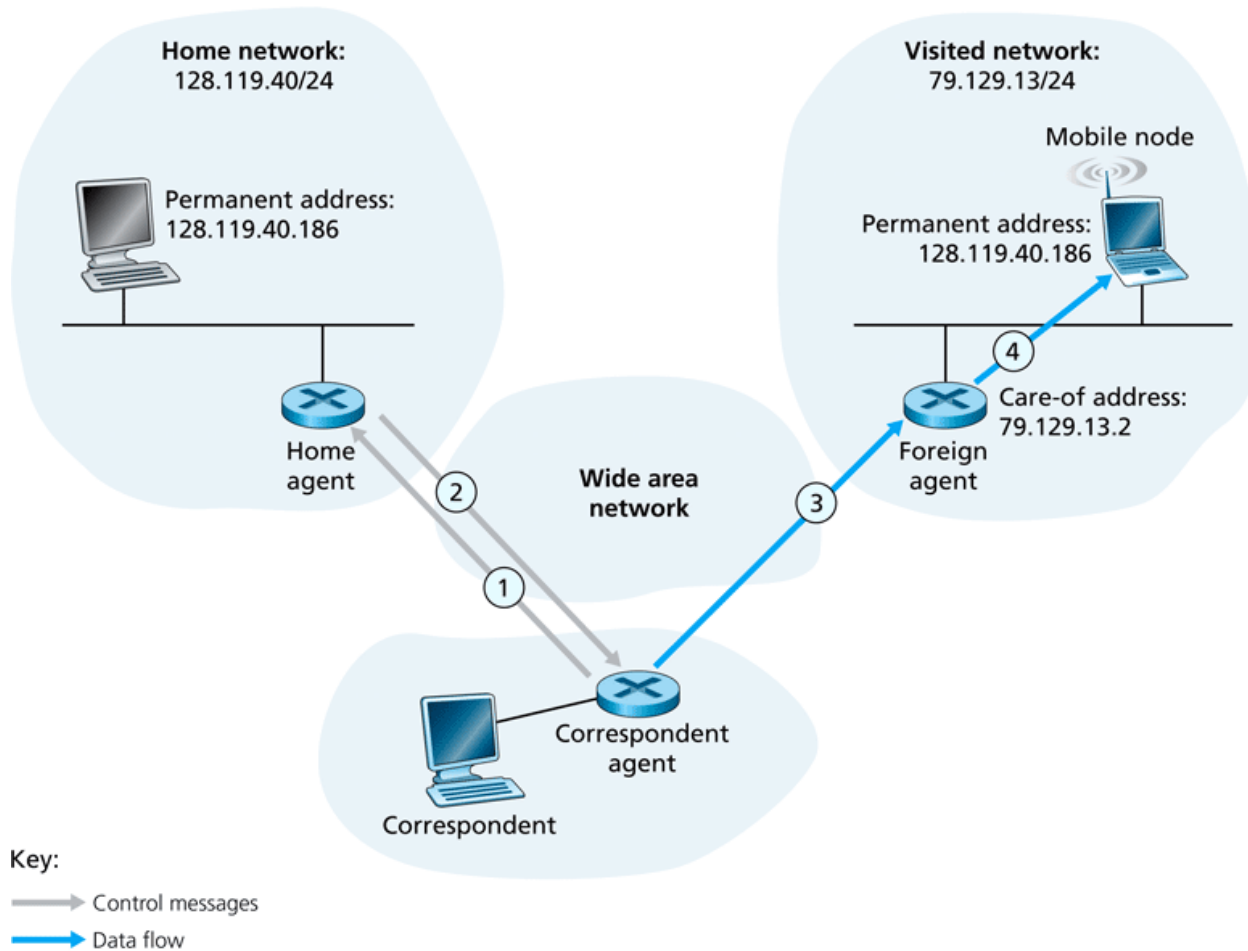 Home network:
128.119.40/24
Visited network:
79.129.13/24
Mobile node
Permanent address:
128.119.40.186
Permanent address:
128.119.40.186
4
Care-of address:
79.129.13.2
Home
agent
Foreign
agent
Wide area
network
2
3
1
Correspondent
agent
Correspondent
Key:
Control messages
Data flow